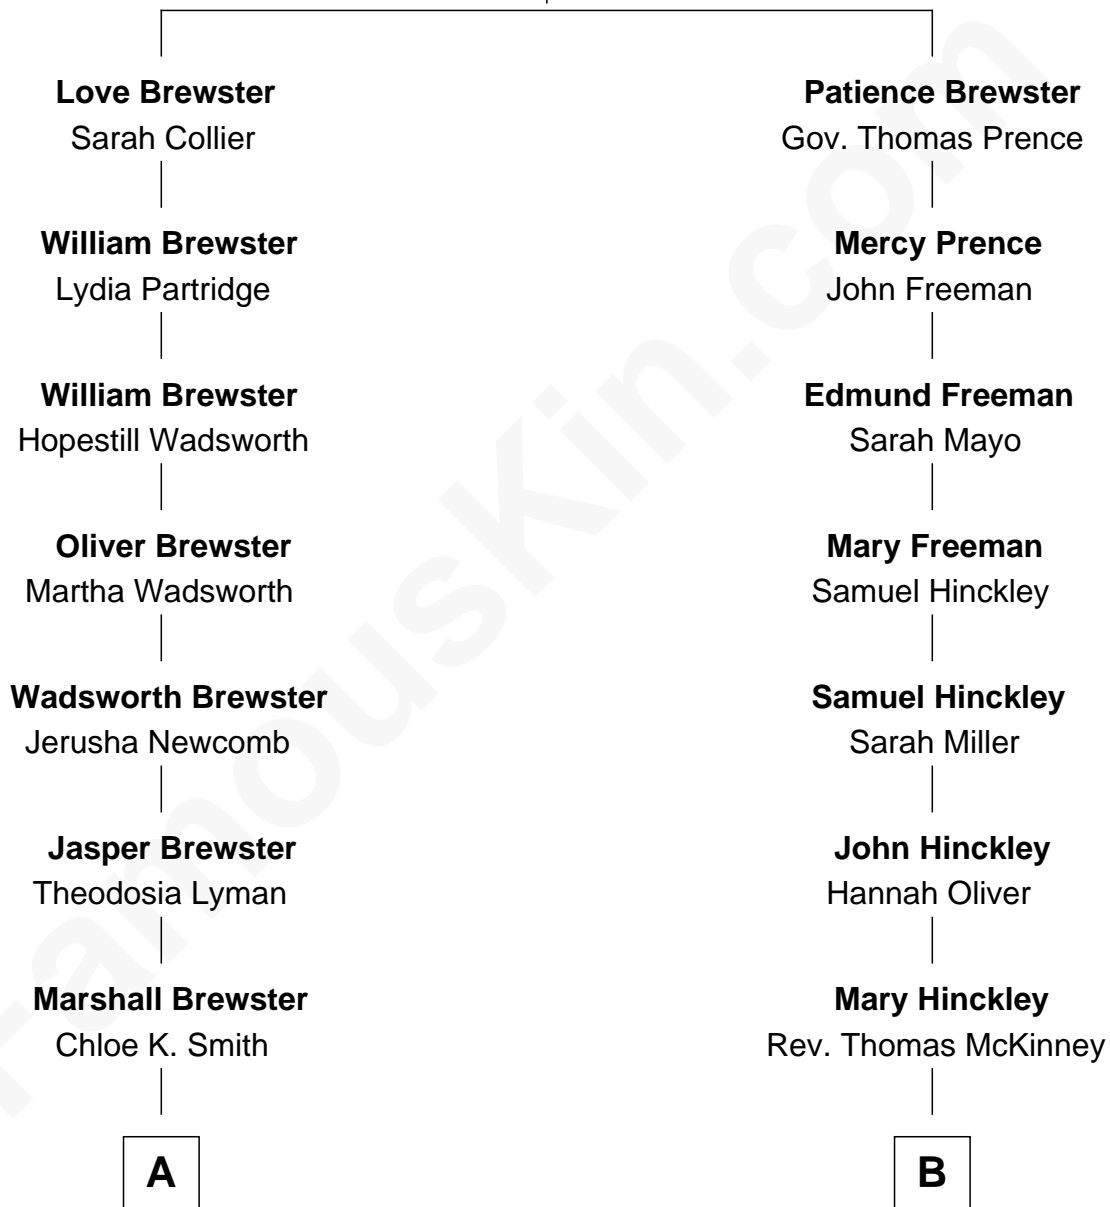 Love Brewster
Sarah Collier
William Brewster
Lydia Partridge
William Brewster
Hopestill Wadsworth
Oliver Brewster
Martha Wadsworth
Wadsworth Brewster
Jerusha Newcomb
Jasper Brewster
Theodosia Lyman
Marshall Brewster
Chloe K. Smith
A
Patience Brewster
Gov. Thomas Prence
Mercy Prence
John Freeman
Edmund Freeman
Sarah Mayo
Mary Freeman
Samuel Hinckley
Samuel Hinckley
Sarah Miller
John Hinckley
Hannah Oliver
Mary Hinckley
Rev. Thomas McKinney
B
FamousKin.com